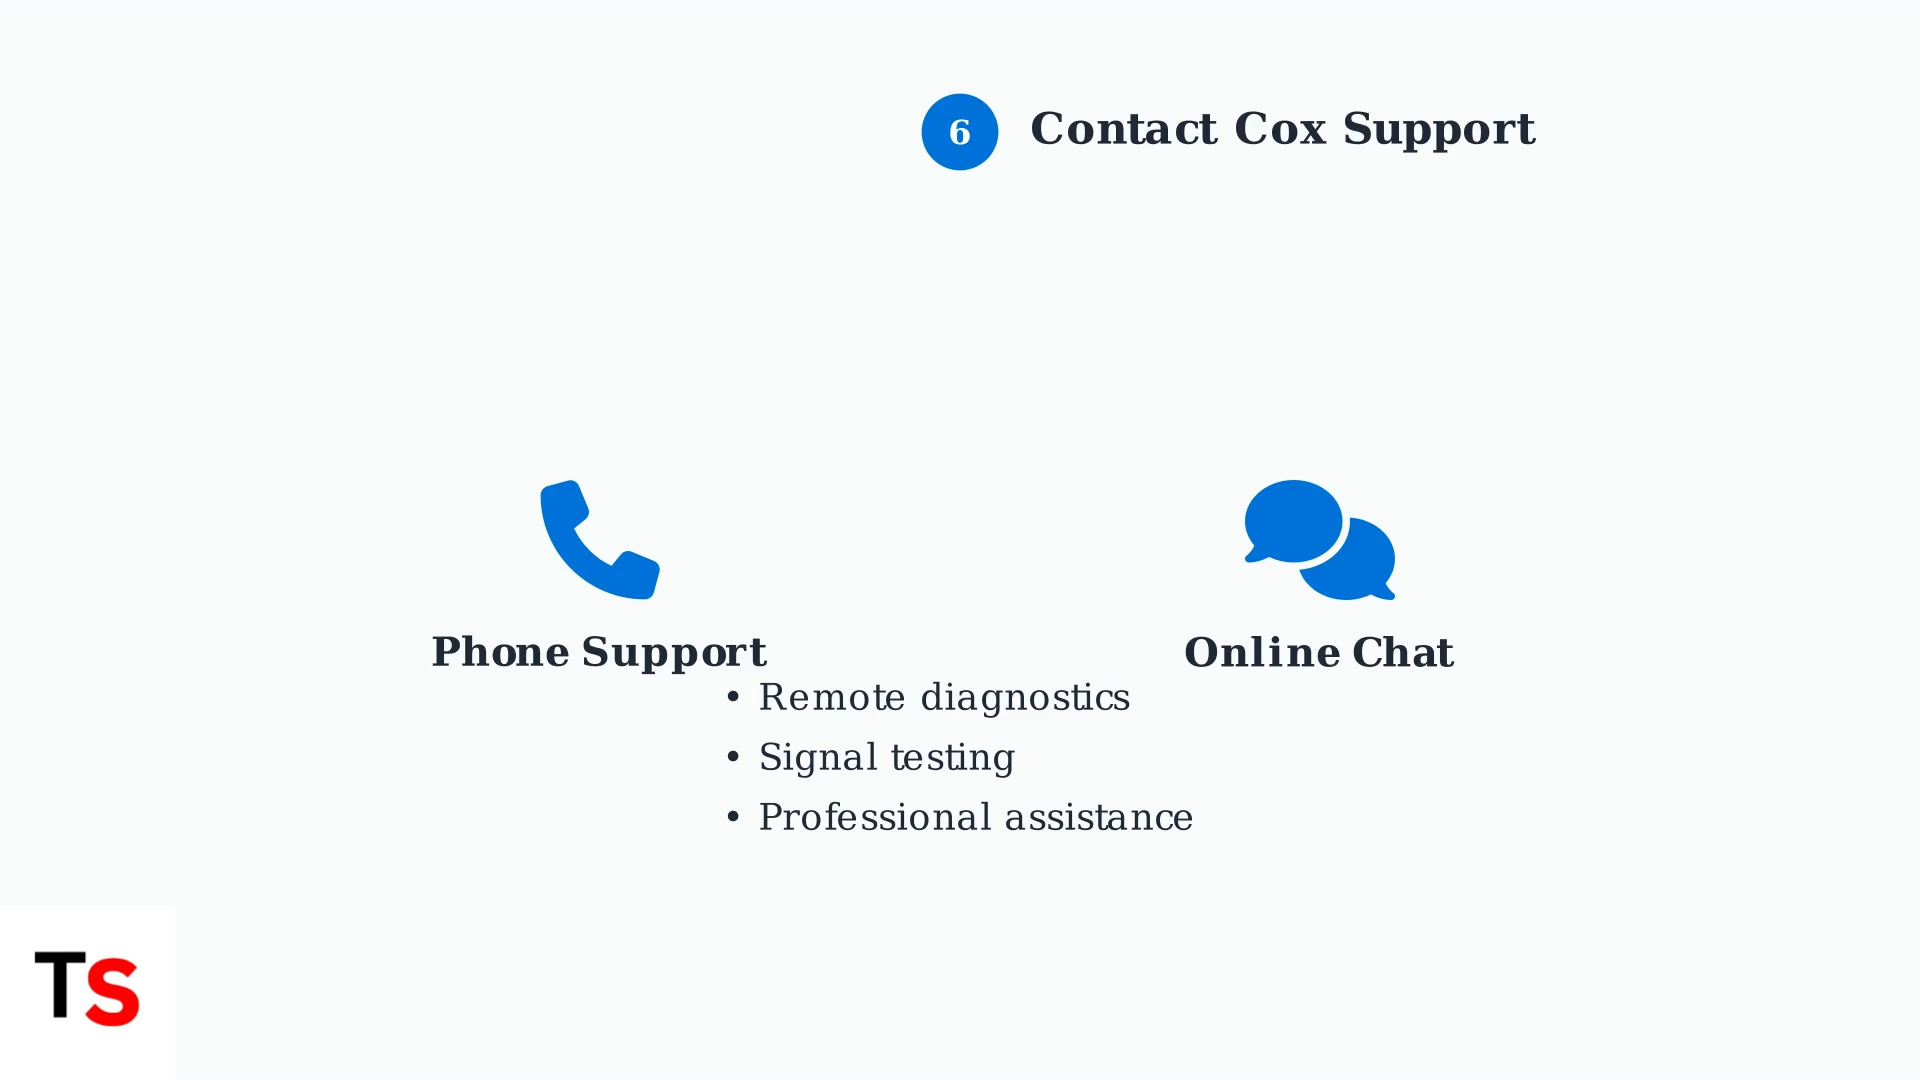 6 Contact Cox Support
Phone Support
Online Chat
• Remote diagnostics
• Signal testing
• Professional assistance
TS